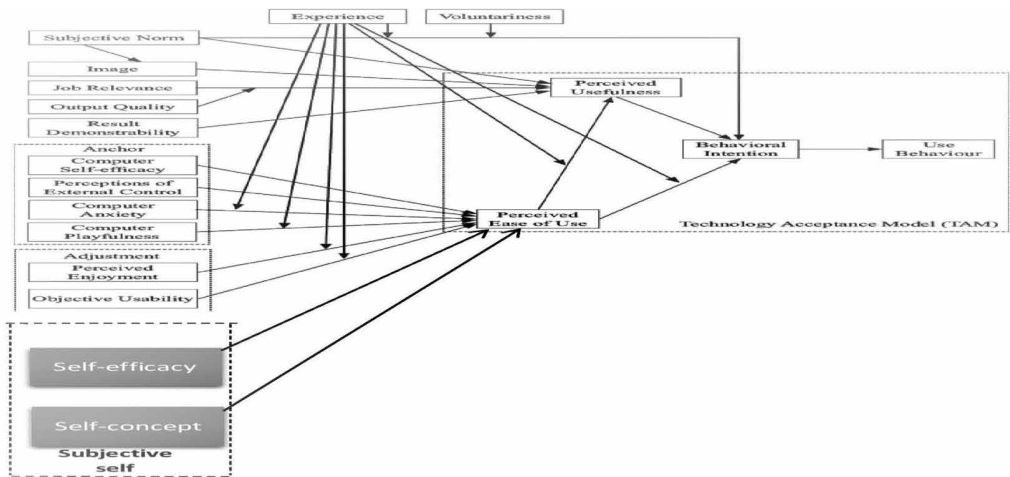 Experience
Voluntariness
Subjective Norm
Image
Job Relevance
Output Quality
Result
Demonstrability
Perceived
Usefulness
Behavioral
Intention
Use
Behaviour
Anchor
Computer
Self-efficacy
Perceptions of
External Control
Computer
Anxiety
Computer
Playfulness
Perceived
Ease of Use
Technology Acceptance Model (TAM)
Adjustment
Perceived
Enjoyment
Objective Usability
Self-efficacy
Self-concept
Subjective
self